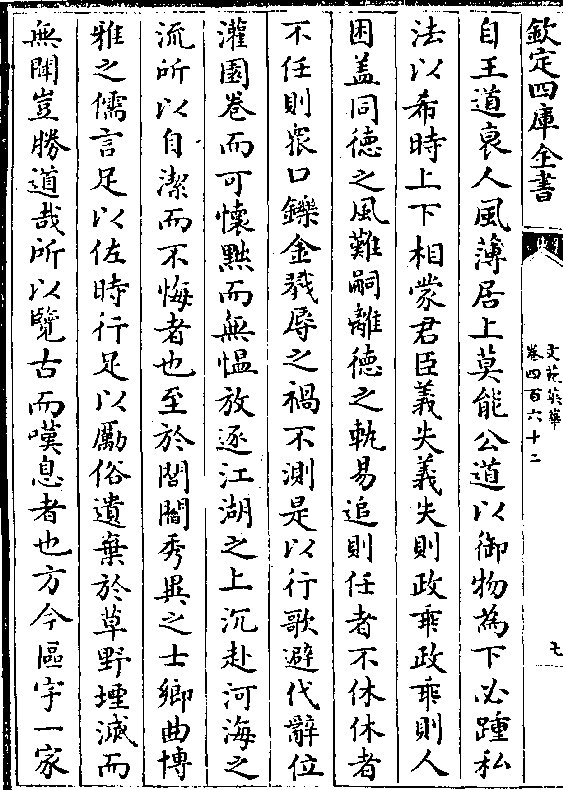 欽定四庫全書
文苑英華
卷四百六十二
七
自王道衰人風薄居上莫能公道以御物為下必踵私
法以希時上下相蒙君臣義失義失則政乖政乖則人
困盖同德之風難嗣離德之軌易追則任者不休休者
不任則衆口鑠金戮辱之禍不測是以行歌避代辭位
灌園卷而可懷黜而無愠放逐江湖之上沉赴河海之
流所以自潔而不悔者也至於閭閻秀異之士鄉曲博
雅之儒言足以佐時行足以勵俗遺棄於草野堙滅而
無聞豈勝道哉所以覽古而嘆息者也方今區宇一家